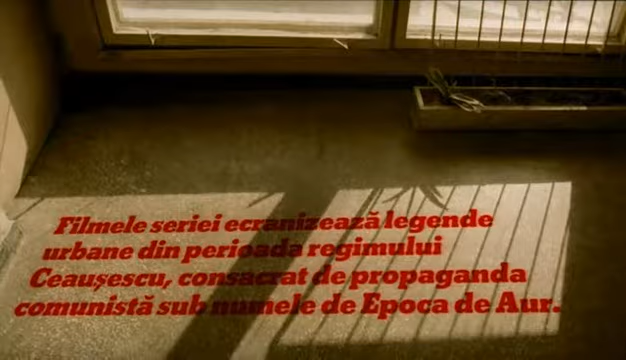 Filmele seriei ecranizează legende
urbane din perioada regimului
Ceaușescu, consacrat de propaganda
comunistă sub numele de Epoca de Aur.